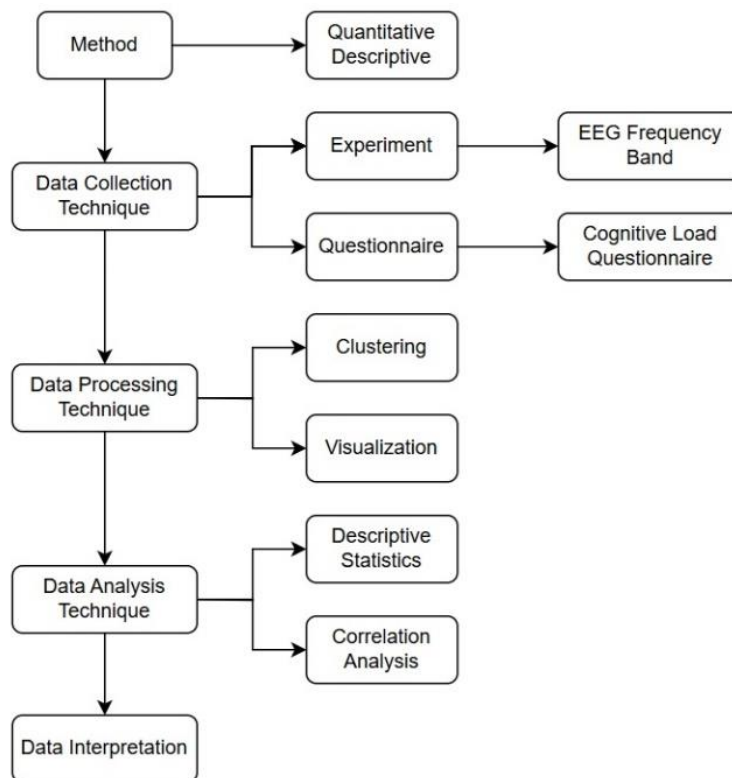 Method
Quantitative
Descriptive
Experiment
EEG Frequency
Band
Data Collection
Technique
Questionnaire
Cognitive Load
Questionnaire
Clustering
Data Processing
Technique
Visualization
Descriptive
Statistics
Data Analysis
Technique
Correlation
Analysis
Data Interpretation